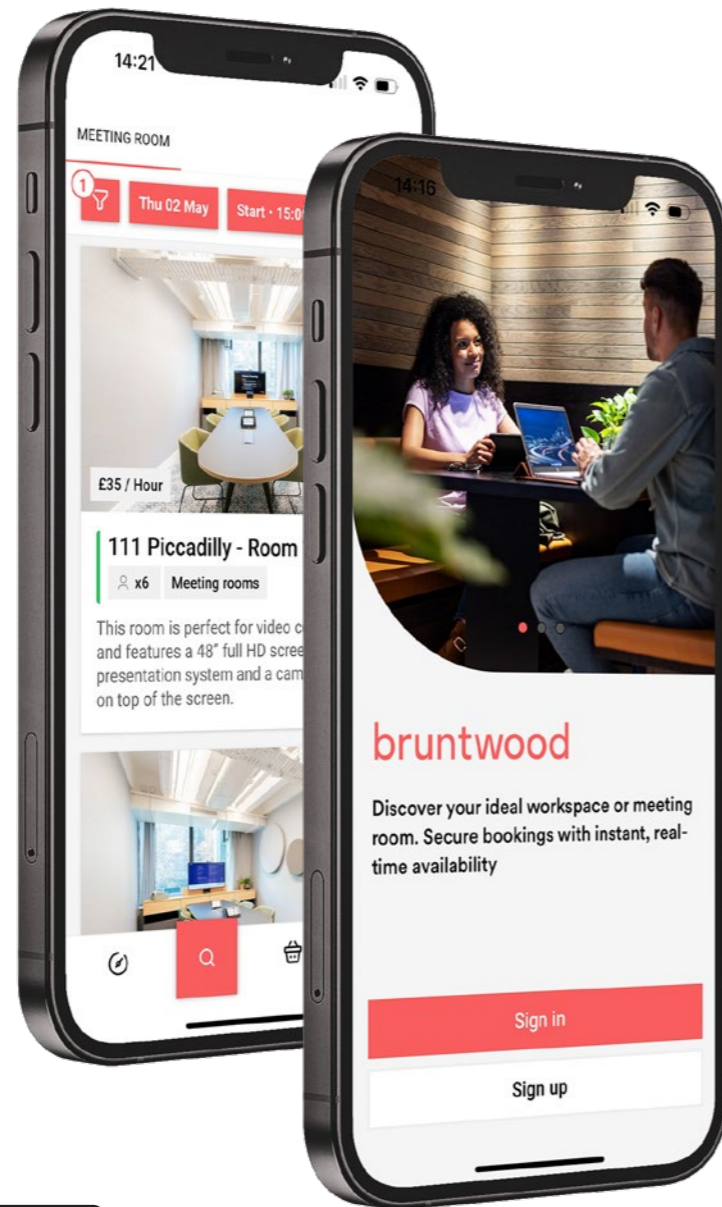 14:21
MEETING ROOM
1
Thu 02 May
Start • 15:0
£35 / Hour
111 Piccadilly - Room
x6
Meeting rooms
This room is perfect for video c
and features a 48" full HD scree
presentation system and a cam
on top of the screen.
14:16
bruntwood
Discover your ideal workspace or meeting
room. Secure bookings with instant, real-
time availability
Sign in
Sign up